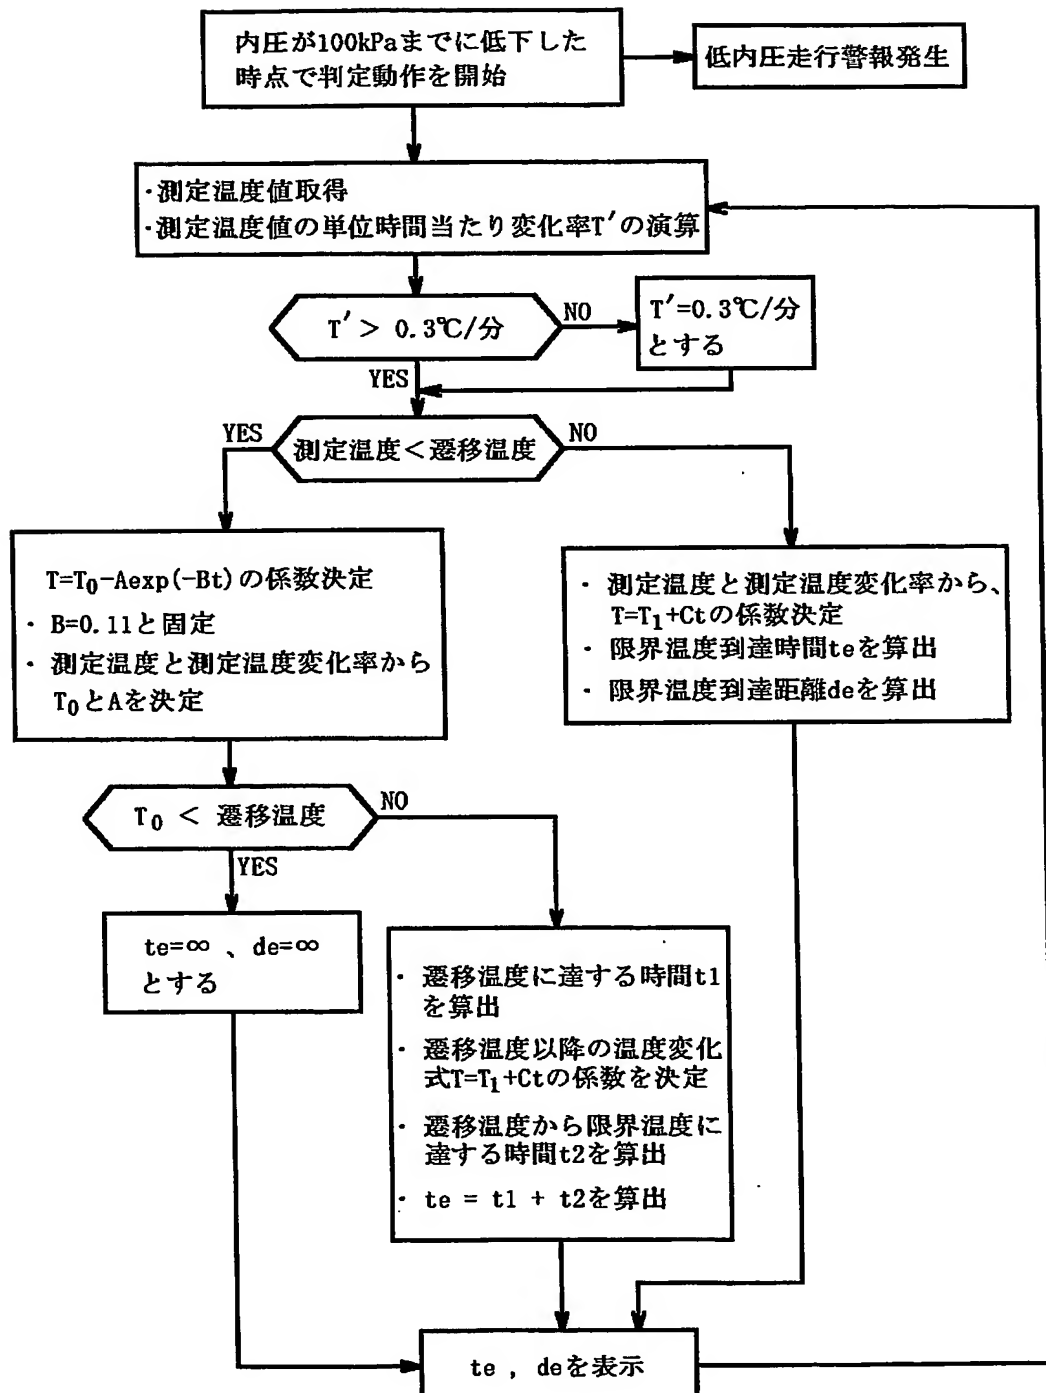 内圧が100kPaまでに低下した
時点で判定動作を開始
低内圧走行警報発生
・測定温度値取得
・測定温度値の単位時間当たり変化率T′の演算
T′> 0.3℃/分
NO
T′=0.3℃/分
とする
YES
YES
測定温度<遷移温度
NO
T=T₀-Aexp(-Bt)の係数決定
・ B=0.11と固定
・ 測定温度と測定温度変化率から
T₀とAを決定
・ 測定温度と測定温度変化率から、
T=T₁+Ctの係数決定
・ 限界温度到達時間teを算出
・ 限界温度到達距離deを算出
T₀ < 遷移温度
NO
YES
te=∞ 、de=∞
とする
・ 遷移温度に達する時間t1
を算出
・ 遷移温度以降の温度変化
式T=T₁+Ctの係数を決定
・ 遷移温度から限界温度に
達する時間t2を算出
・ te = t1 + t2を算出
te , deを表示